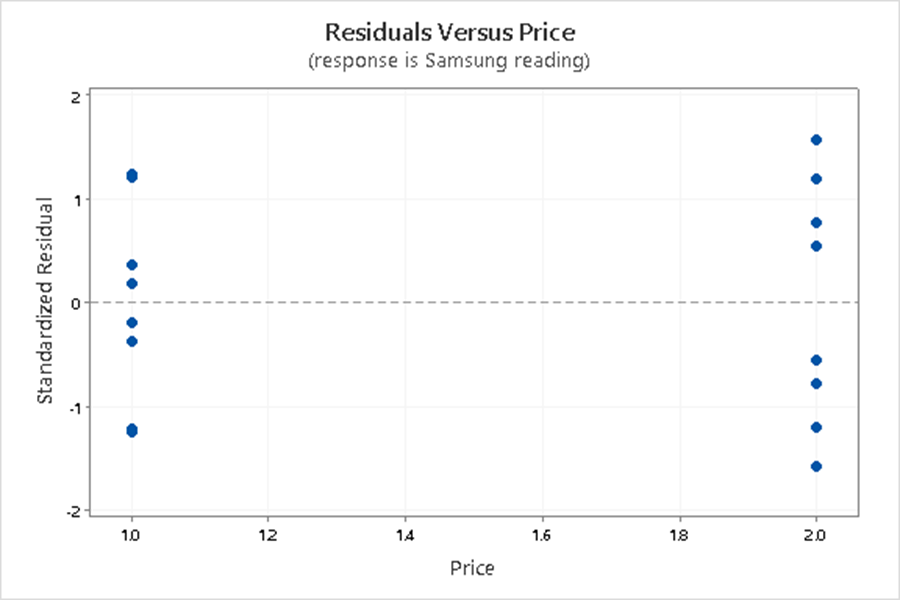 Residuals Versus Price
(response is Samsung reading)
Standardized Residual
2
1
0
-1
-2
1.0 1.2 1.4 1.6 1.8 2.0
Price